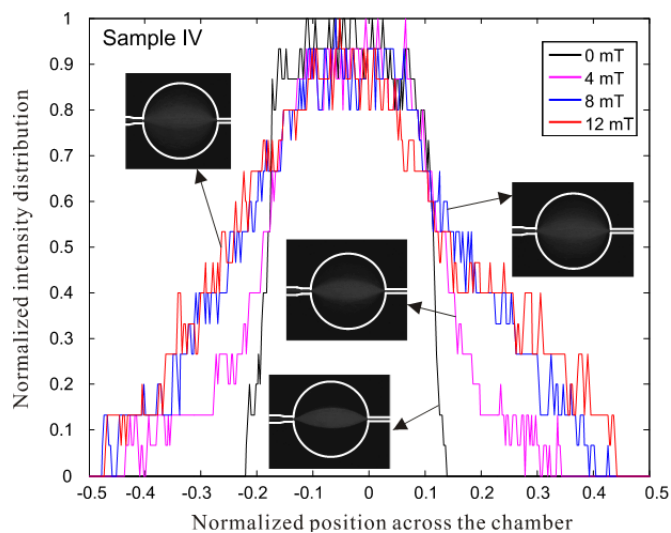 Sample IV
0 mT
4 mT
8 mT
12 mT
Normalized intensity distribution
1
0.9
0.8
0.7
0.6
0.5
0.4
0.3
0.2
0.1
0
-0.5 -0.4 -0.3 -0.2 -0.1 0 0.1 0.2 0.3 0.4 0.5
Normalized position across the chamber